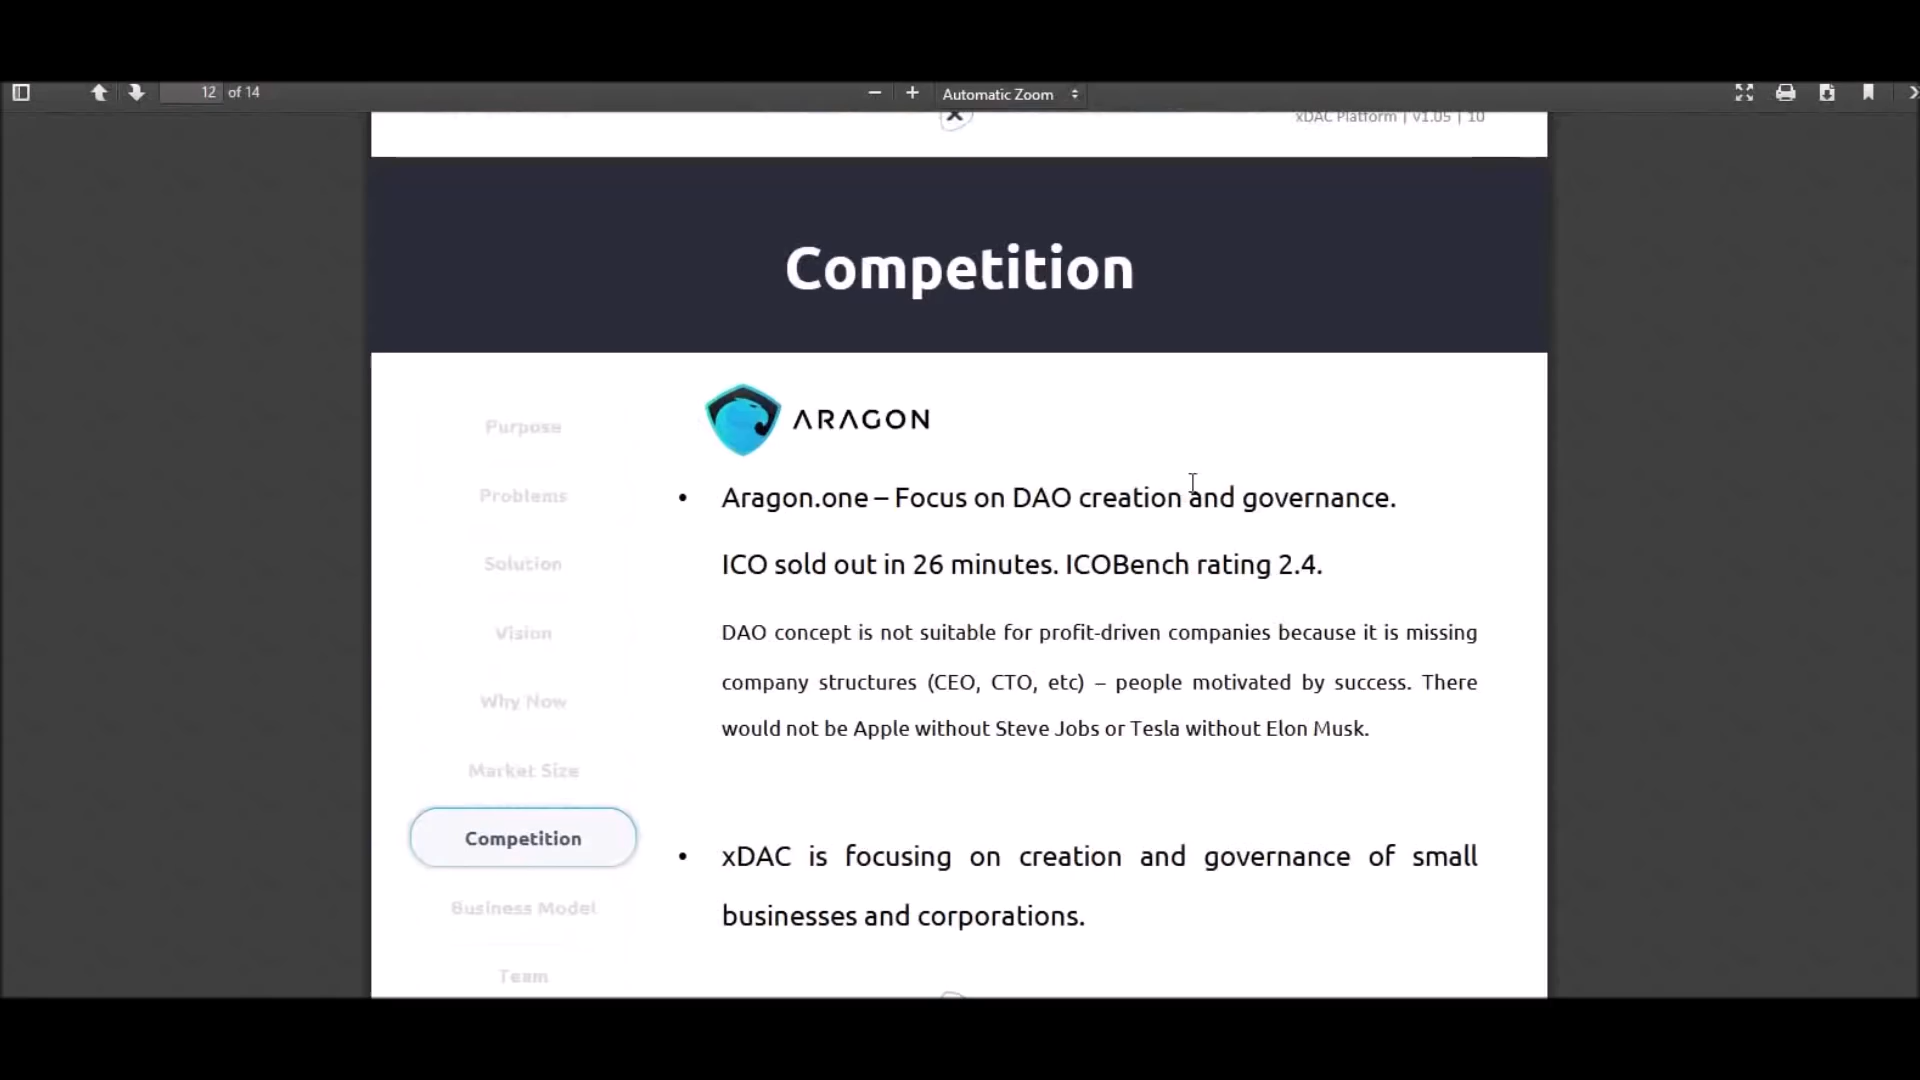 12 of 14
Automatic Zoom
xDAC Platform | v1.05 | 10
Competition
ARAGON
Purpose
Problems
Solution
Vision
Why Now
Market Size
Competition
Business Model
Team
• Aragon.one – Focus on DAO creation and governance.
ICO sold out in 26 minutes. ICOBench rating 2.4.
DAO concept is not suitable for profit-driven companies because it is missing
company structures (CEO, CTO, etc) – people motivated by success. There
would not be Apple without Steve Jobs or Tesla without Elon Musk.
• xDAC is focusing on creation and governance of small
businesses and corporations.